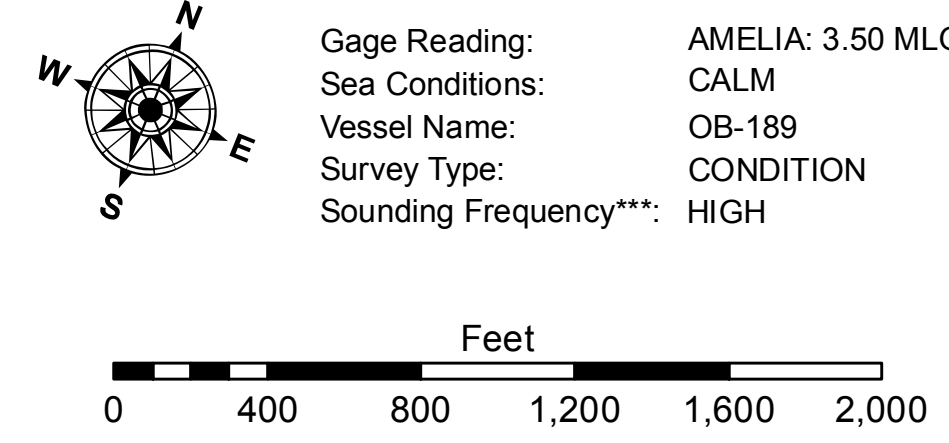 N
W
E
S
Gage Reading: AMELIA: 3.50
Sea Conditions: CALM
Vessel Name: OB-189
Survey Type: CONDITION
Sounding Frequency***: HIGH
Feet
0 400 800 1,200 1,600 2,000